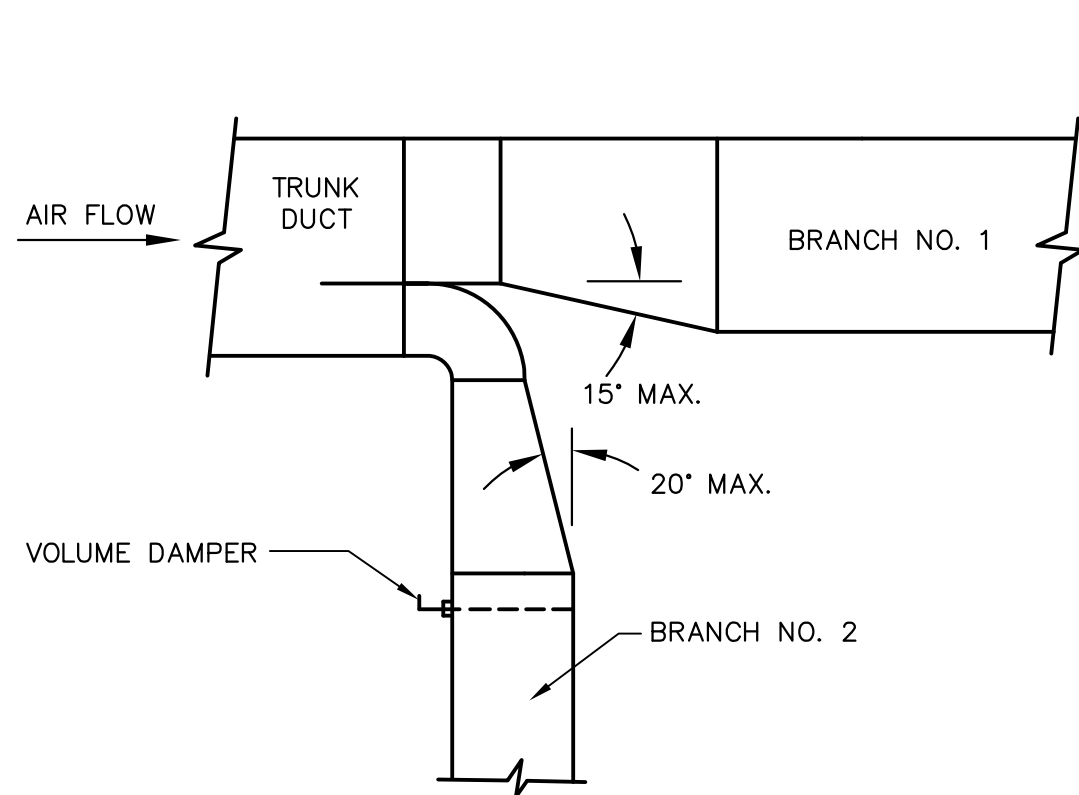 TRUNK
DUCT
AIR FLOW
BRANCH NO. 1
15° MAX.
20° MAX.
VOLUME DAMPER
BRANCH NO. 2